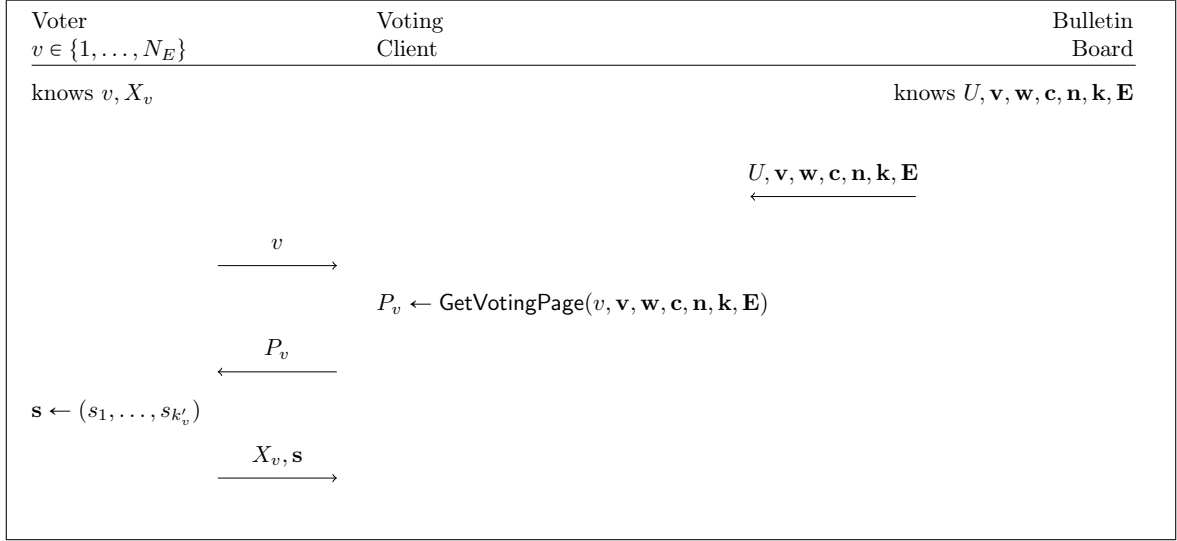 Voter Voting Bulletin
v ∈ {1, . . . , N_E} Client Board
knows v, X_v knows U, v, w, c, n, k, E
U, v, w, c, n, k, E
v
P_v ← GetVotingPage(v, v, w, c, n, k, E)
P_v
s ← (s_1, . . . , s_{k′_v})
X_v, s